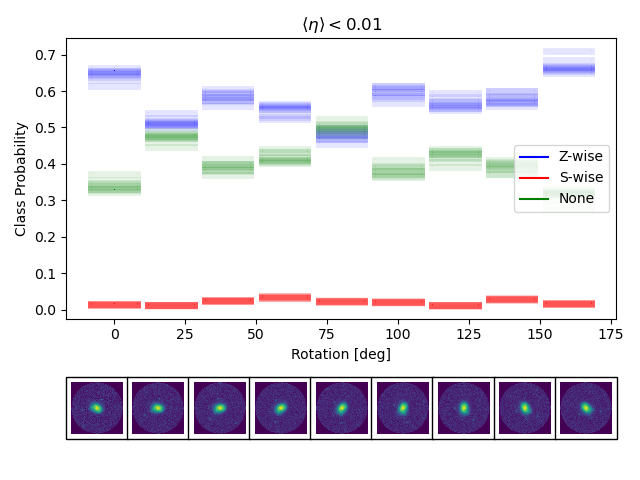 ⟨η⟩ < 0.01
Class Probability
0.7
0.6
0.5
0.4
0.3
0.2
0.1
0.0
Z-wise
S-wise
None
0 25 50 75 100 125 150 175
Rotation [deg]